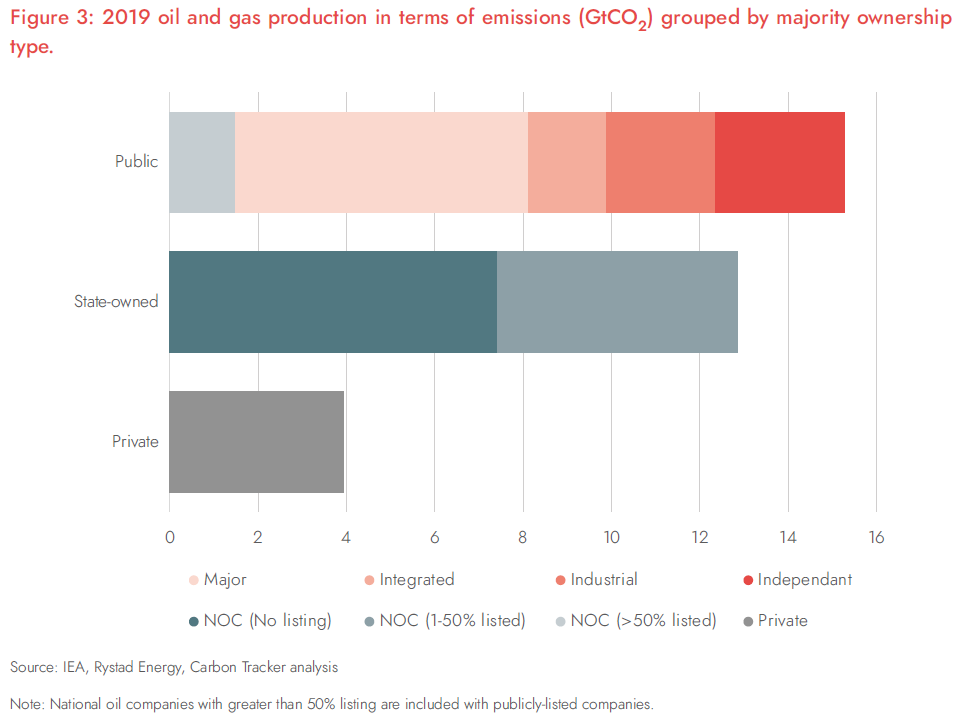 Figure 3: 2019 oil and gas production in terms of emissions (GtCO2) grouped by majority ownership
type.
Public
State-owned
Private
0 2 4 6 8 10 12 14 16
Major Integrated Industrial Independant
NOC (No listing) NOC (1-50% listed) NOC (>50% listed) Private
Source: IEA, Rystad Energy, Carbon Tracker analysis
Note: National oil companies with greater than 50% listing are included with publicly-listed companies.